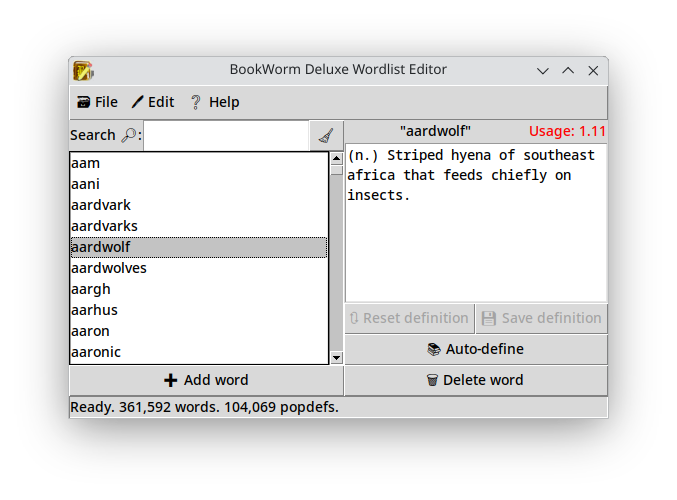 BookWorm Deluxe Wordlist Editor
File Edit Help
Search :
"aardwolf" Usage: 1.11
aam
aani
aardvark
aardvarks
aardwolf
aardwolves
aargh
aarhus
aaron
aaronic
(n.) Striped hyena of southeast
africa that feeds chiefly on
insects.
Reset definition Save definition
Auto-define
Add word Delete word
Ready. 361,592 words. 104,069 popdefs.